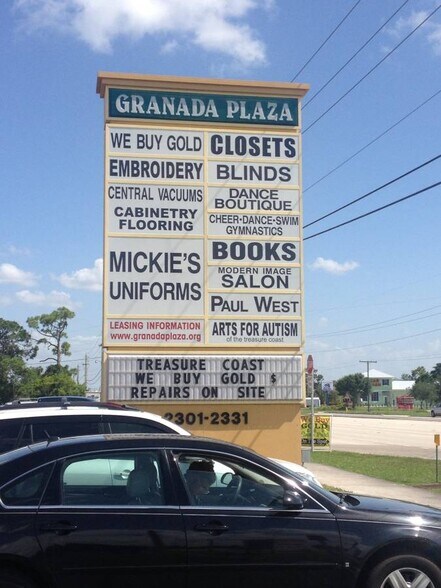 GRANADA PLAZA
WE BUY GOLD
CLOSETS
EMBROIDERY
BLINDS
CENTRAL VACUUMS
CABINETRY
FLOORING
DANCE
BOUTIQUE
CHEER-DANCE-SWIM
GYMNASTICS
MICKIE'S
UNIFORMS
BOOKS
MODERN IMAGE
SALON
PAUL WEST
LEASING INFORMATION
www.granadaplaza.com
ARTS FOR AUTISM
of the treasure coast
TREASURE COAST
WE BUY GOLD $
REPAIRS ON SITE
2301-2331